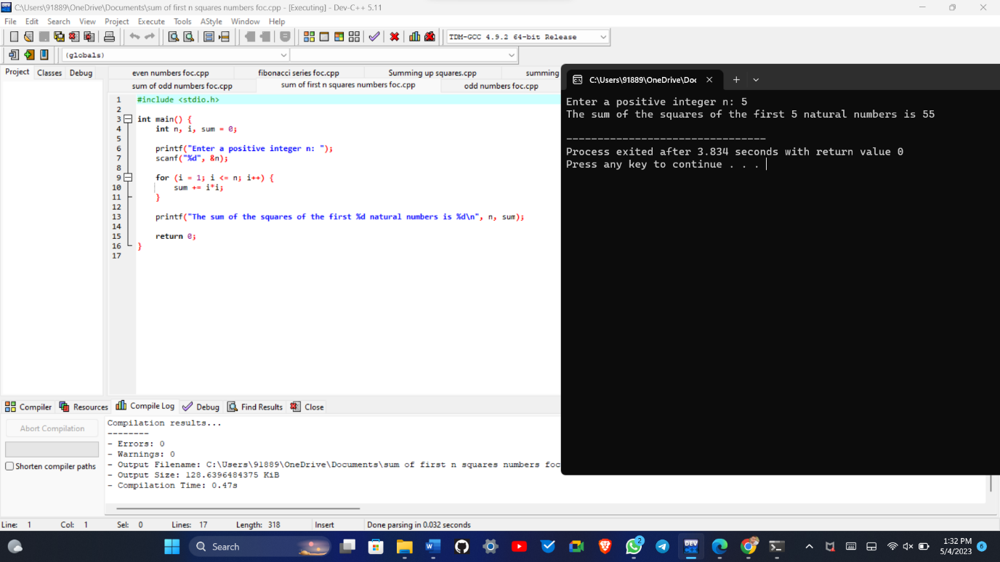 C:\Users\91889\OneDrive\Documents\sum of first n squares numbers foc.cpp - [Executing] - Dev-C++ 5.11
File Edit Search View Project Execute Tools AStyle Window Help
TDM-GCC 4.9.2 64-bit Release
(globals)
Project Classes Debug
even numbers foc.cpp fibonacci series foc.cpp Summing up squares.cpp summing
sum of odd numbers foc.cpp sum of first n squares numbers foc.cpp odd numbers foc.cpp
1 #include <stdio.h>
2
3 int main() {
4 int n, i, sum = 0;
5
6 printf("Enter a positive integer n: ");
7 scanf("%d", &n);
8
9 for (i = 1; i <= n; i++) {
10 sum += i*i;
11 }
12
13 printf("The sum of the squares of the first %d natural numbers is %d\n", n, sum);
14
15 return 0;
16 }
17
C:\Users\91889\OneDrive\Doc
Enter a positive integer n: 5
The sum of the squares of the first 5 natural numbers is 55
--------------------------------
Process exited after 3.834 seconds with return value 0
Press any key to continue . . .
Compiler Resources Compile Log Debug Find Results Close
Abort Compilation
Shorten compiler paths
Compilation results...
--------
- Errors: 0
- Warnings: 0
- Output Filename: C:\Users\91889\OneDrive\Documents\sum of first n squares numbers foc
- Output Size: 128.6396484375 KiB
- Compilation Time: 0.47s
Line: 1 Col: 1 Sel: 0 Lines: 17 Length: 318 Insert Done parsing in 0.032 seconds
Search
DEV
2
1:32 PM
5/4/2023
6